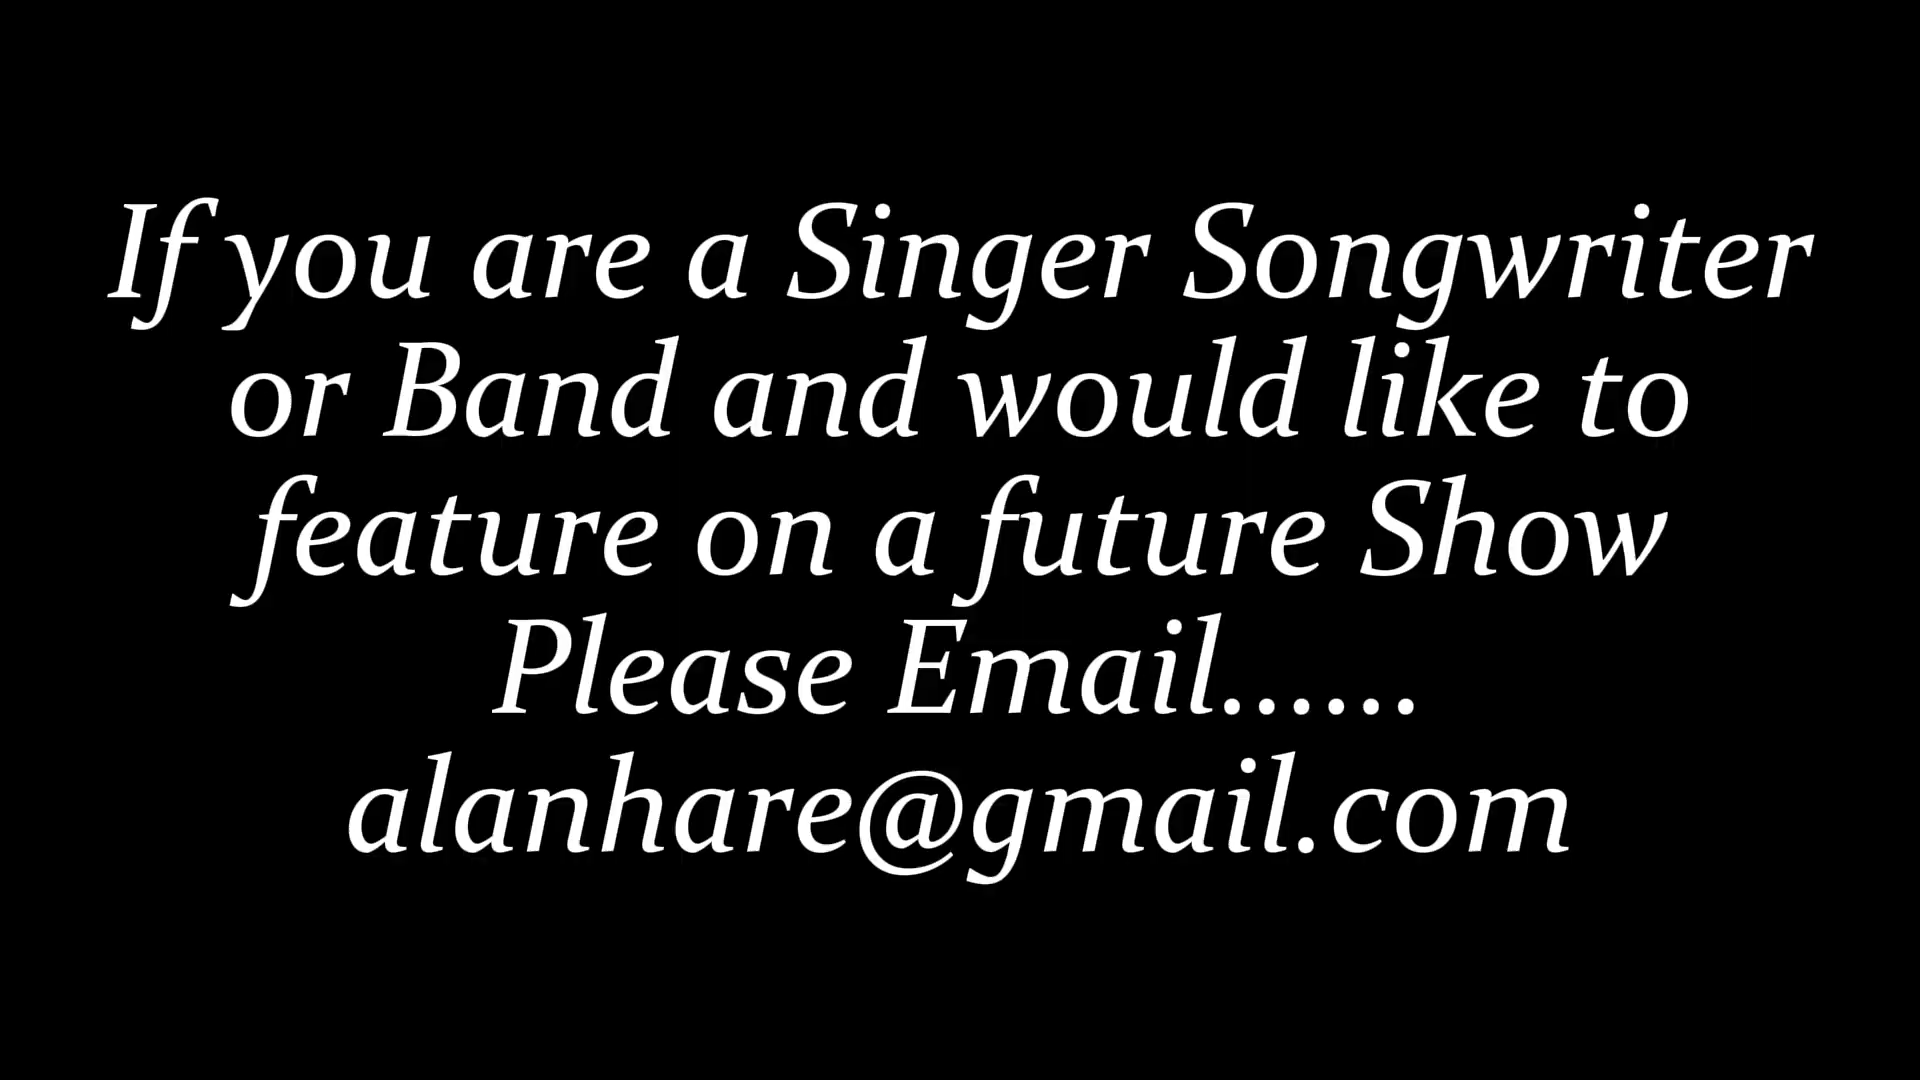 If you are a Singer Songwriter
or Band and would like to
feature on a future Show
Please Email......
alanhare@gmail.com